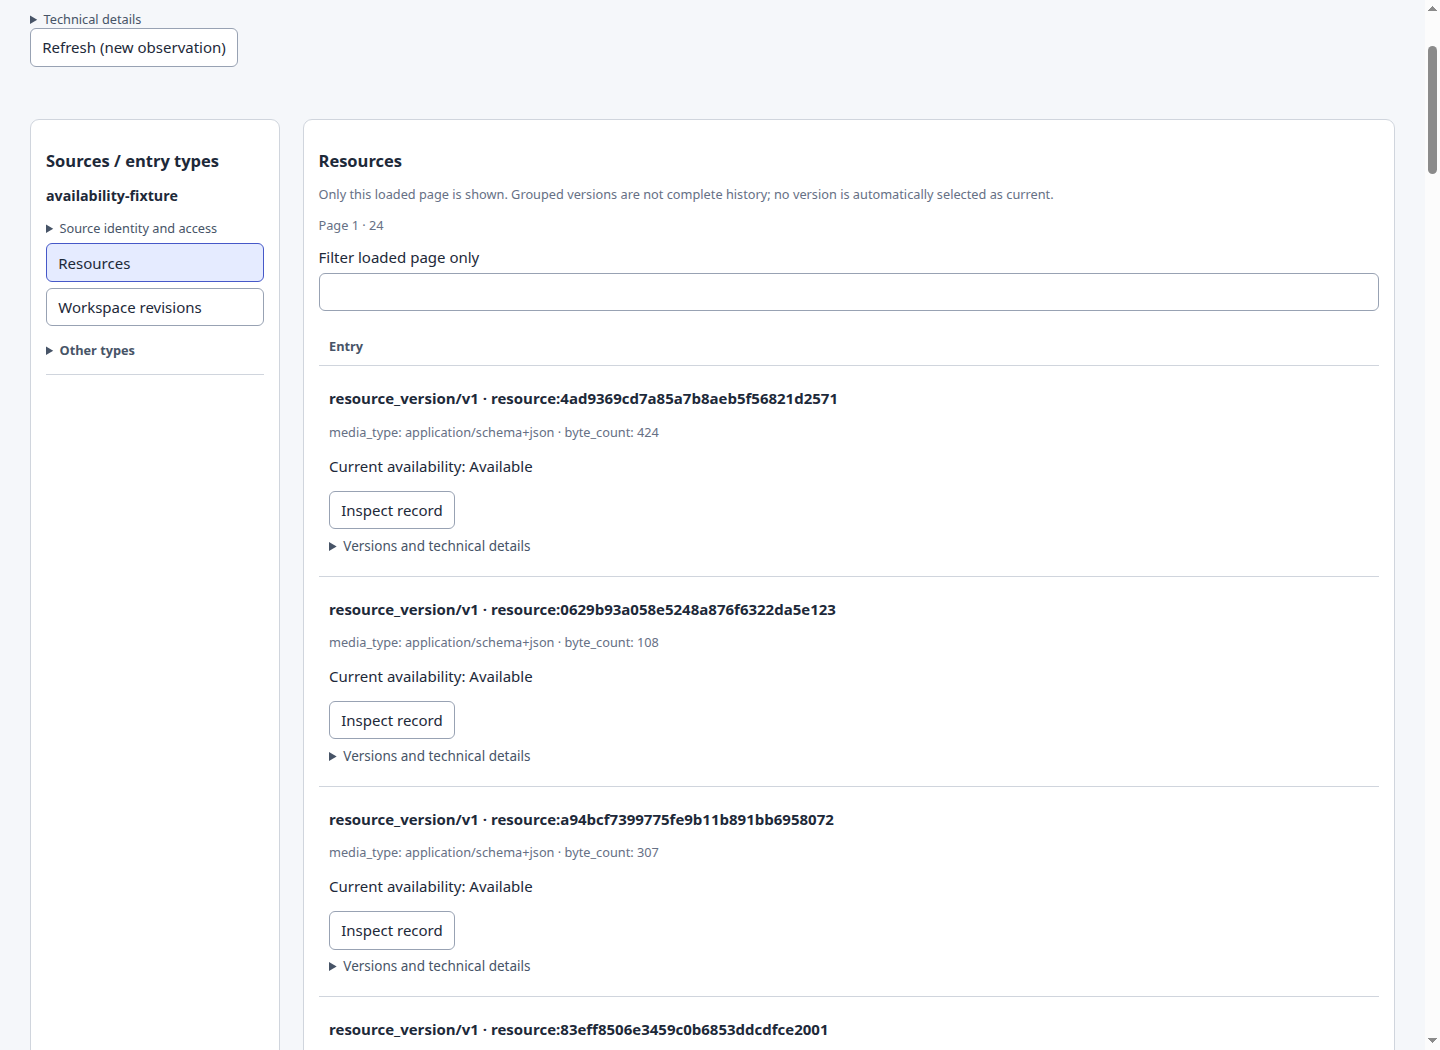 Technical details
Refresh (new observation)
Sources / entry types
availability-fixture
Source identity and access
Resources
Workspace revisions
Other types
Resources
Only this loaded page is shown. Grouped versions are not complete history; no version is automatically selected as current.
Page 1 · 24
Filter loaded page only
Entry
resource_version/v1 · resource:4ad9369cd7a85a7b8aeb5f56821d2571
media_type: application/schema+json · byte_count: 424
Current availability: Available
Inspect record
Versions and technical details
resource_version/v1 · resource:0629b93a058e5248a876f6322da5e123
media_type: application/schema+json · byte_count: 108
Current availability: Available
Inspect record
Versions and technical details
resource_version/v1 · resource:a94bcf7399775fe9b11b891bb6958072
media_type: application/schema+json · byte_count: 307
Current availability: Available
Inspect record
Versions and technical details
resource_version/v1 · resource:83eff8506e3459c0b6853ddcdfce2001